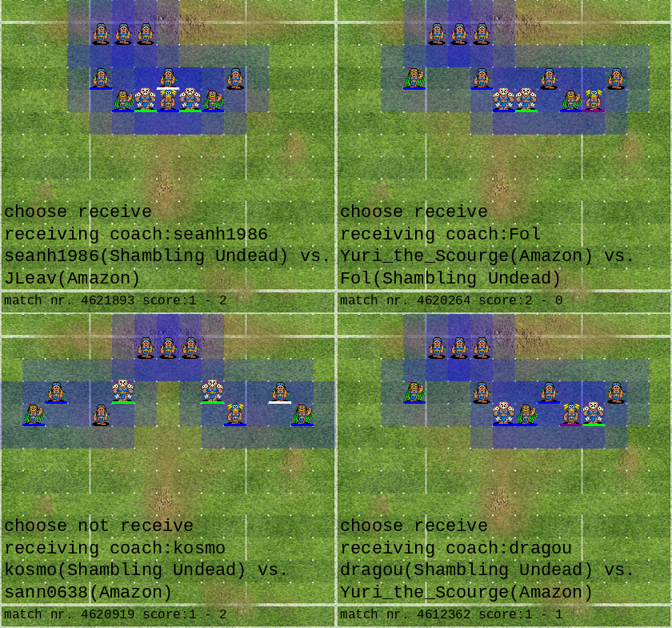 choose receive
receiving coach:seanh1986
seanh1986(Shambling Undead) vs.
JLeav(Amazon)
match nr. 4621893 score:1 - 2
choose receive
receiving coach:Fol
Yuri_the_Scourge(Amazon) vs.
Fol(Shambling Undead)
match nr. 4620264 score:2 - 0
choose not receive
receiving coach:kosmo
kosmo(Shambling Undead) vs.
sann0638(Amazon)
match nr. 4620919 score:1 - 2
choose receive
receiving coach:dragou
dragou(Shambling Undead) vs.
Yuri_the_Scourge(Amazon)
match nr. 4612362 score:1 - 1